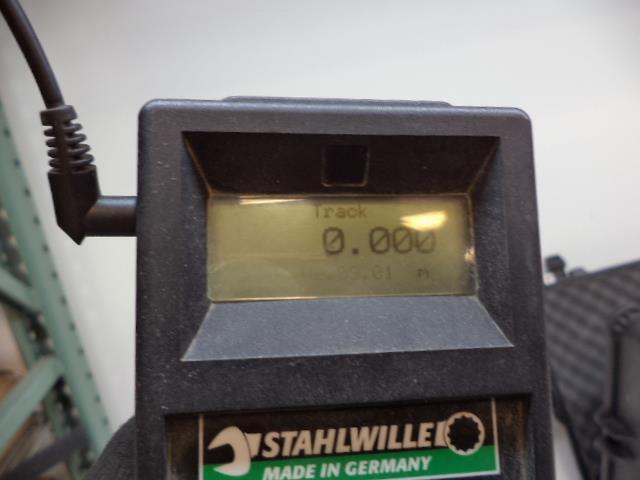 Track
0.000
STAHLWILLE
MADE IN GERMANY